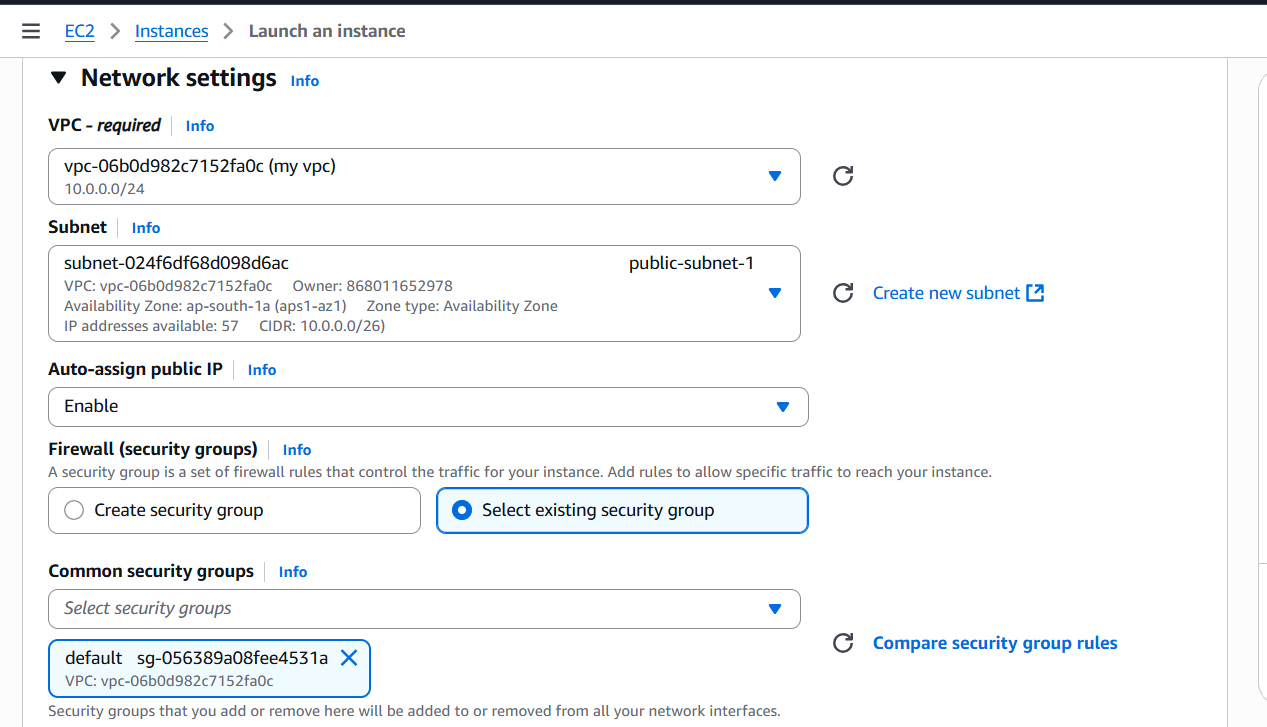 EC2 > Instances > Launch an instance
Network settings Info
VPC - required Info
vpc-06b0d982c7152fa0c (my vpc)
10.0.0.0/24
Subnet Info
subnet-024f6df68d098d6ac public-subnet-1
VPC: vpc-06b0d982c7152fa0c Owner: 868011652978
Availability Zone: ap-south-1a (aps1-az1) Zone type: Availability Zone
IP addresses available: 57 CIDR: 10.0.0.0/26)
Create new subnet
Auto-assign public IP Info
Enable
Firewall (security groups) Info
A security group is a set of firewall rules that control the traffic for your instance. Add rules to allow specific traffic to reach your instance.
Create security group Select existing security group
Common security groups Info
Select security groups
default sg-056389a08fee4531a
VPC: vpc-06b0d982c7152fa0c
Compare security group rules
Security groups that you add or remove here will be added to or removed from all your network interfaces.